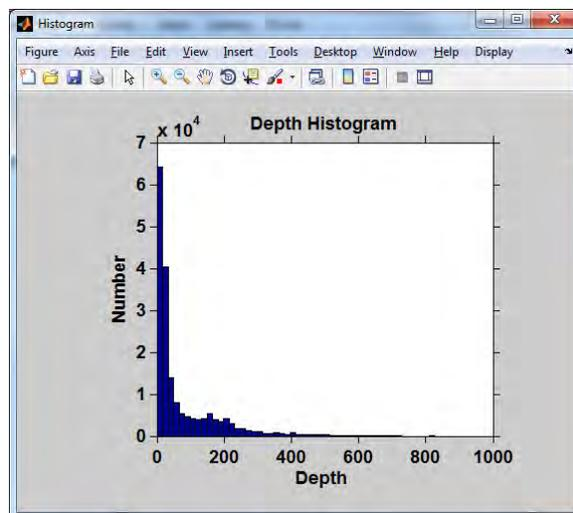 Histogram
Figure Axis File Edit View Insert Tools Desktop Window Help Display
Depth Histogram
x 10^4
7
6
5
4
3
2
1
0
Number
0 200 400 600 800 1000
Depth